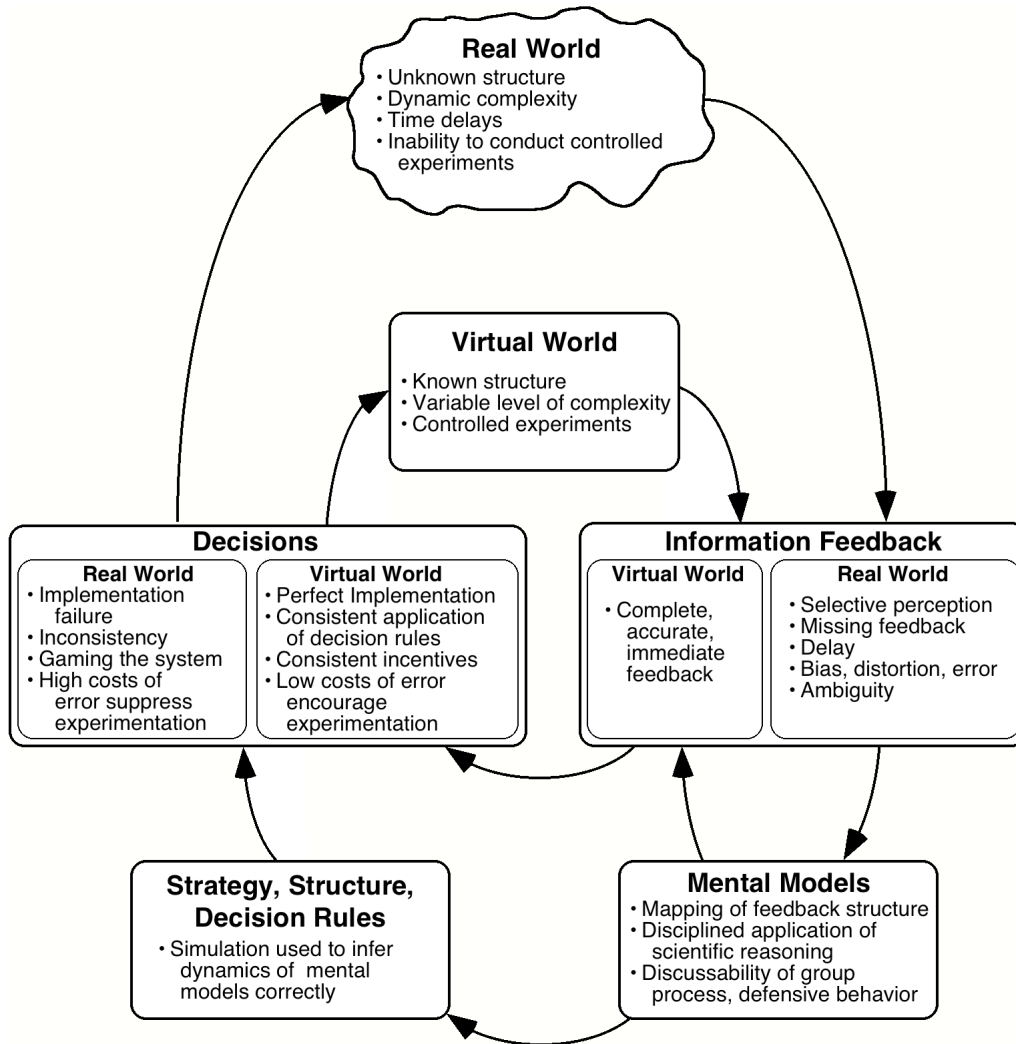 Real World
• Unknown structure
• Dynamic complexity
• Time delays
• Inability to conduct controlled
experiments
Virtual World
• Known structure
• Variable level of complexity
• Controlled experiments
Decisions
Real World
• Implementation
failure
• Inconsistency
• Gaming the system
• High costs of
error suppress
experimentation
Virtual World
• Perfect Implementation
• Consistent application
of decision rules
• Consistent incentives
• Low costs of error
encourage
experimentation
Information Feedback
Virtual World
• Complete,
accurate,
immediate
feedback
Real World
• Selective perception
• Missing feedback
• Delay
• Bias, distortion, error
• Ambiguity
Strategy, Structure,
Decision Rules
• Simulation used to infer
dynamics of mental
models correctly
Mental Models
• Mapping of feedback structure
• Disciplined application of
scientific reasoning
• Discussability of group
process, defensive behavior